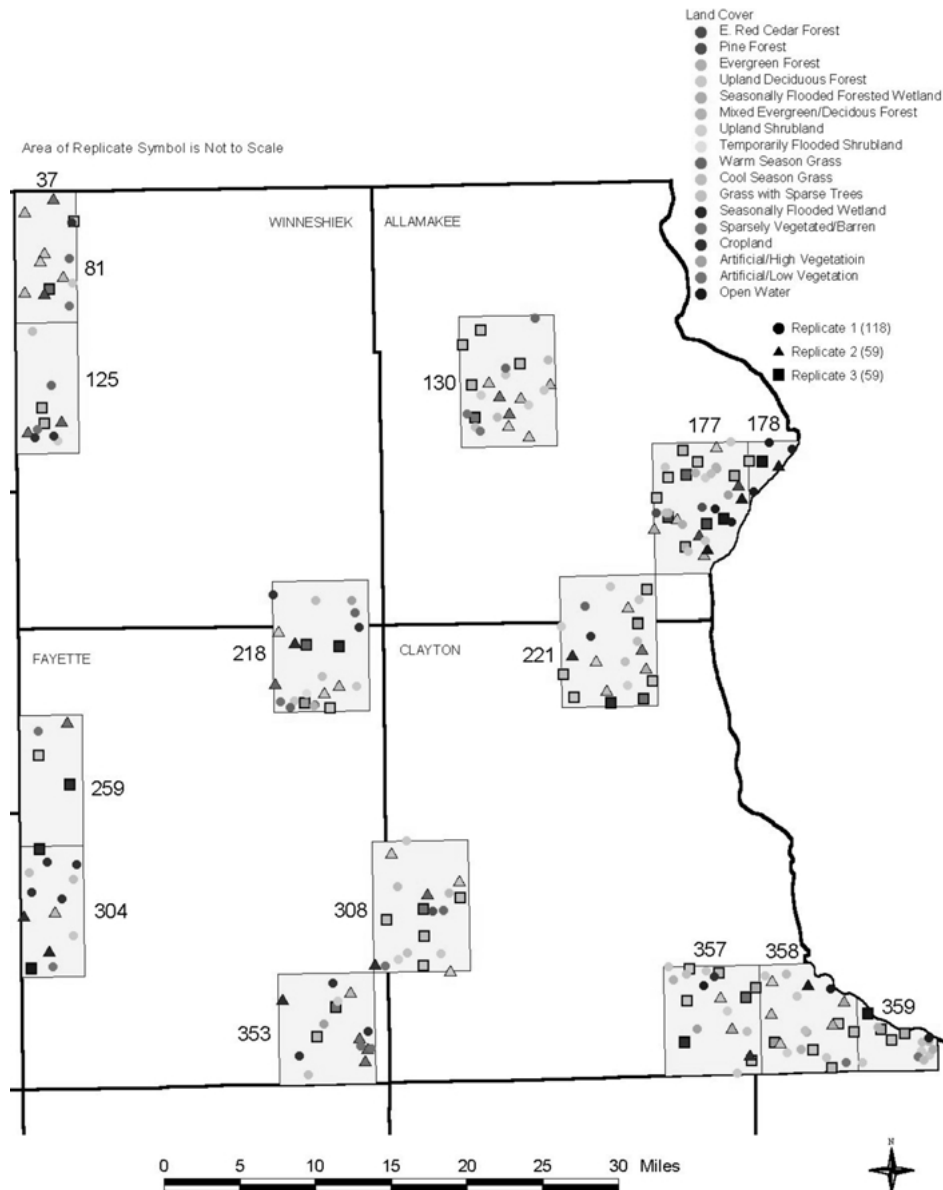 Land Cover
E. Red Cedar Forest
Pine Forest
Evergreen Forest
Upland Deciduous Forest
Seasonally Flooded Forested Wetland
Mixed Evergreen/Decidous Forest
Upland Shrubland
Temporarily Flooded Shrubland
Warm Season Grass
Cool Season Grass
Grass with Sparse Trees
Seasonally Flooded Wetland
Sparsely Vegetated/Barren
Cropland
Artificial/High Vegetatioin
Artificial/Low Vegetation
Open Water
Replicate 1 (118)
Replicate 2 (59)
Replicate 3 (59)
Area of Replicate Symbol is Not to Scale
37
WINNESHIEK
ALLAMAKEE
81
125
130
177
178
218
FAYETTE
CLAYTON
221
259
304
308
353
357
358
359
N
0 5 10 15 20 25 30 Miles